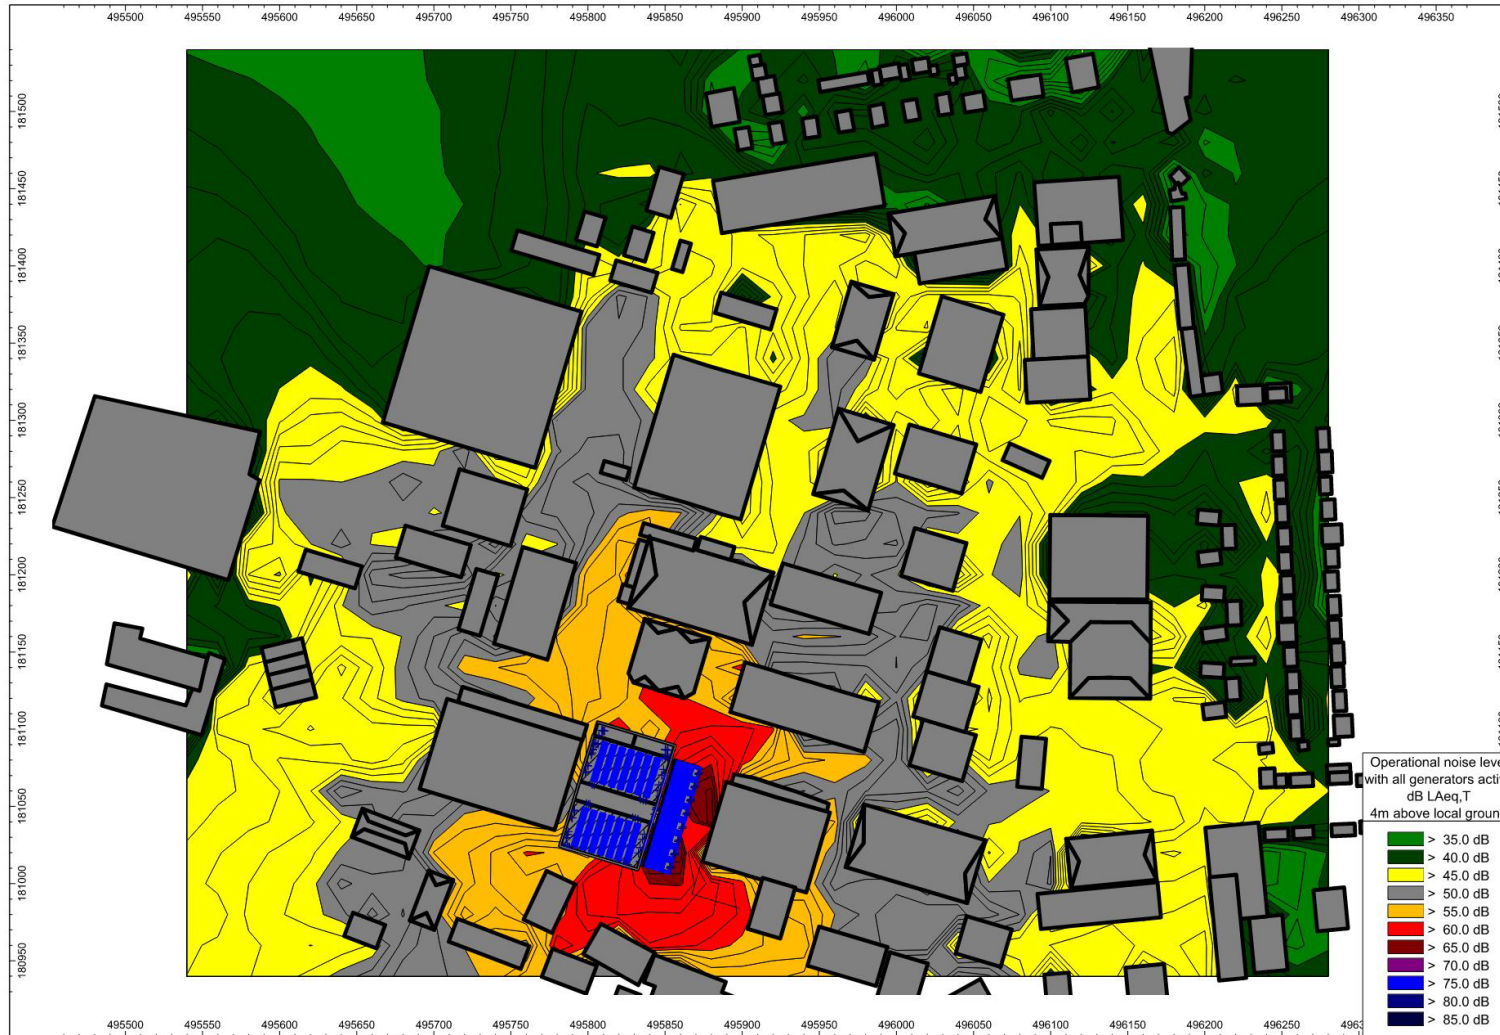 495500 495550 495600 495650 495700 495750 495800 495850 495900 495950 496000 496050 496100 496150 496200 496250 496300 496350
181500
181450
181400
181350
181300
181250
181200
181150
181100
181050
181000
180950
Operational noise leve
with all generators acti
dB LAeq,T
4m above local groun
> 35.0 dB
> 40.0 dB
> 45.0 dB
> 50.0 dB
> 55.0 dB
> 60.0 dB
> 65.0 dB
> 70.0 dB
> 75.0 dB
> 80.0 dB
> 85.0 dB
495500 495550 495600 495650 495700 495750 495800 495850 495900 495950 496000 496050 496100 496150 496200 496250 4963